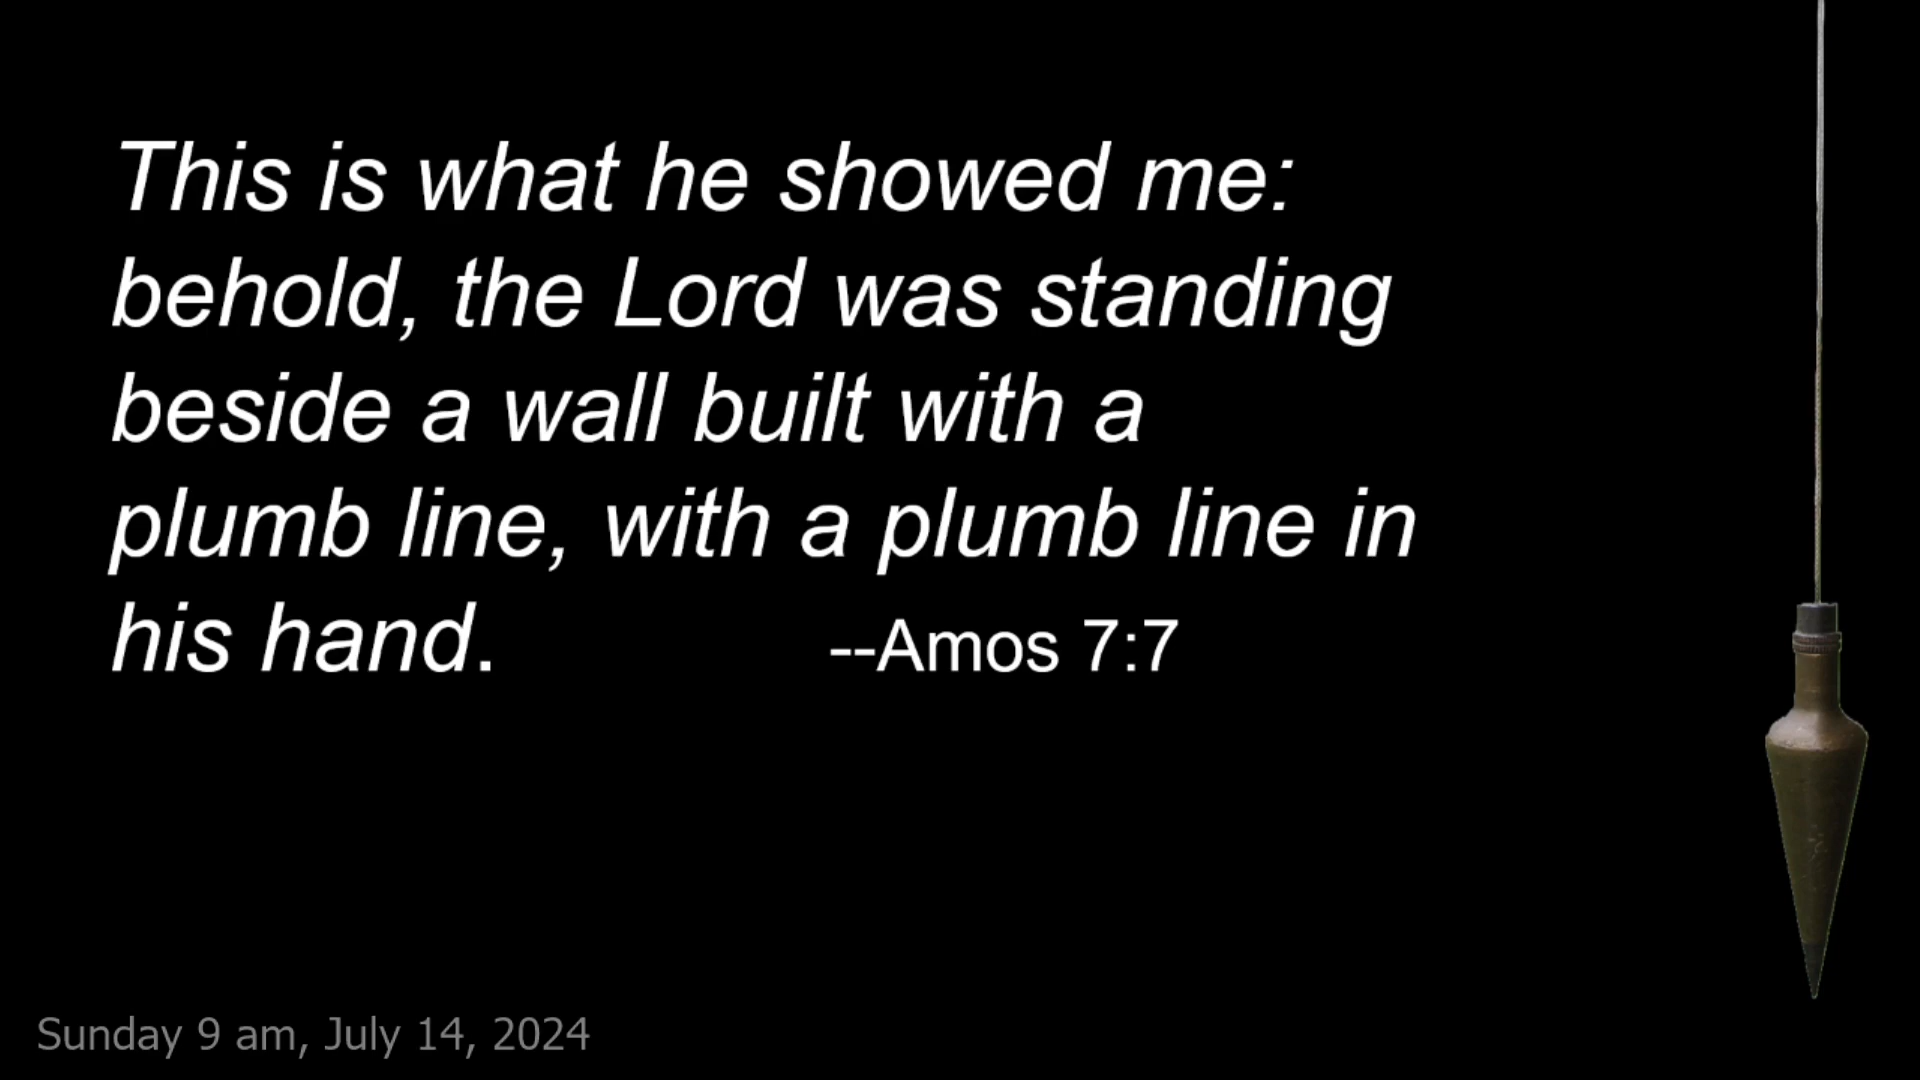 This is what he showed me:
behold, the Lord was standing
beside a wall built with a
plumb line, with a plumb line in
his hand. --Amos 7:7
Sunday 9 am, July 14, 2024